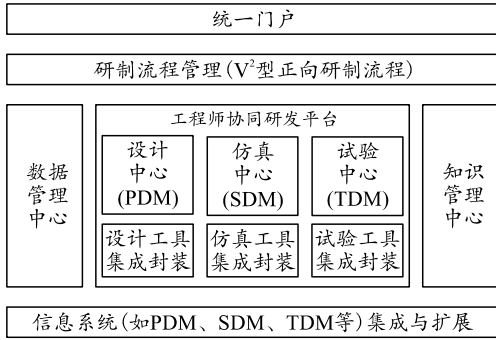 统一门户
研制流程管理(V²型正向研制流程)
数据
管理
中心
工程师协同研发平台
设计
中心
(PDM)
仿真
中心
(SDM)
试验
中心
(TDM)
设计工具
集成封装
仿真工具
集成封装
试验工具
集成封装
知识
管理
中心
信息系统(如PDM、SDM、TDM等)集成与扩展